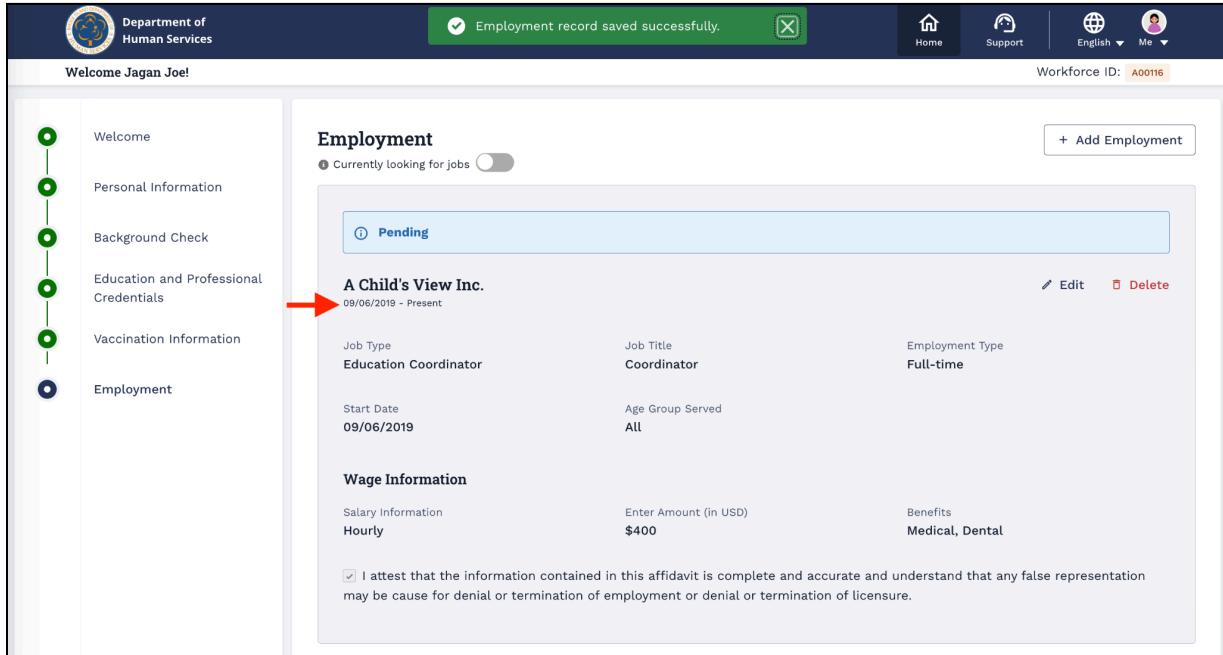 Department of
Human Services
Employment record saved successfully.
Home
Support
English
Me
Welcome Jagan Joe!
Workforce ID: A00116
Welcome
Personal Information
Background Check
Education and Professional
Credentials
Vaccination Information
Employment
Employment
+ Add Employment
Currently looking for jobs
Pending
A Child's View Inc.
Edit
Delete
09/06/2019 - Present
Job Type
Job Title
Employment Type
Education Coordinator
Coordinator
Full-time
Start Date
Age Group Served
09/06/2019
All
Wage Information
Salary Information
Enter Amount (in USD)
Benefits
Hourly
$400
Medical, Dental
I attest that the information contained in this affidavit is complete and accurate and understand that any false representation
may be cause for denial or termination of employment or denial or termination of licensure.